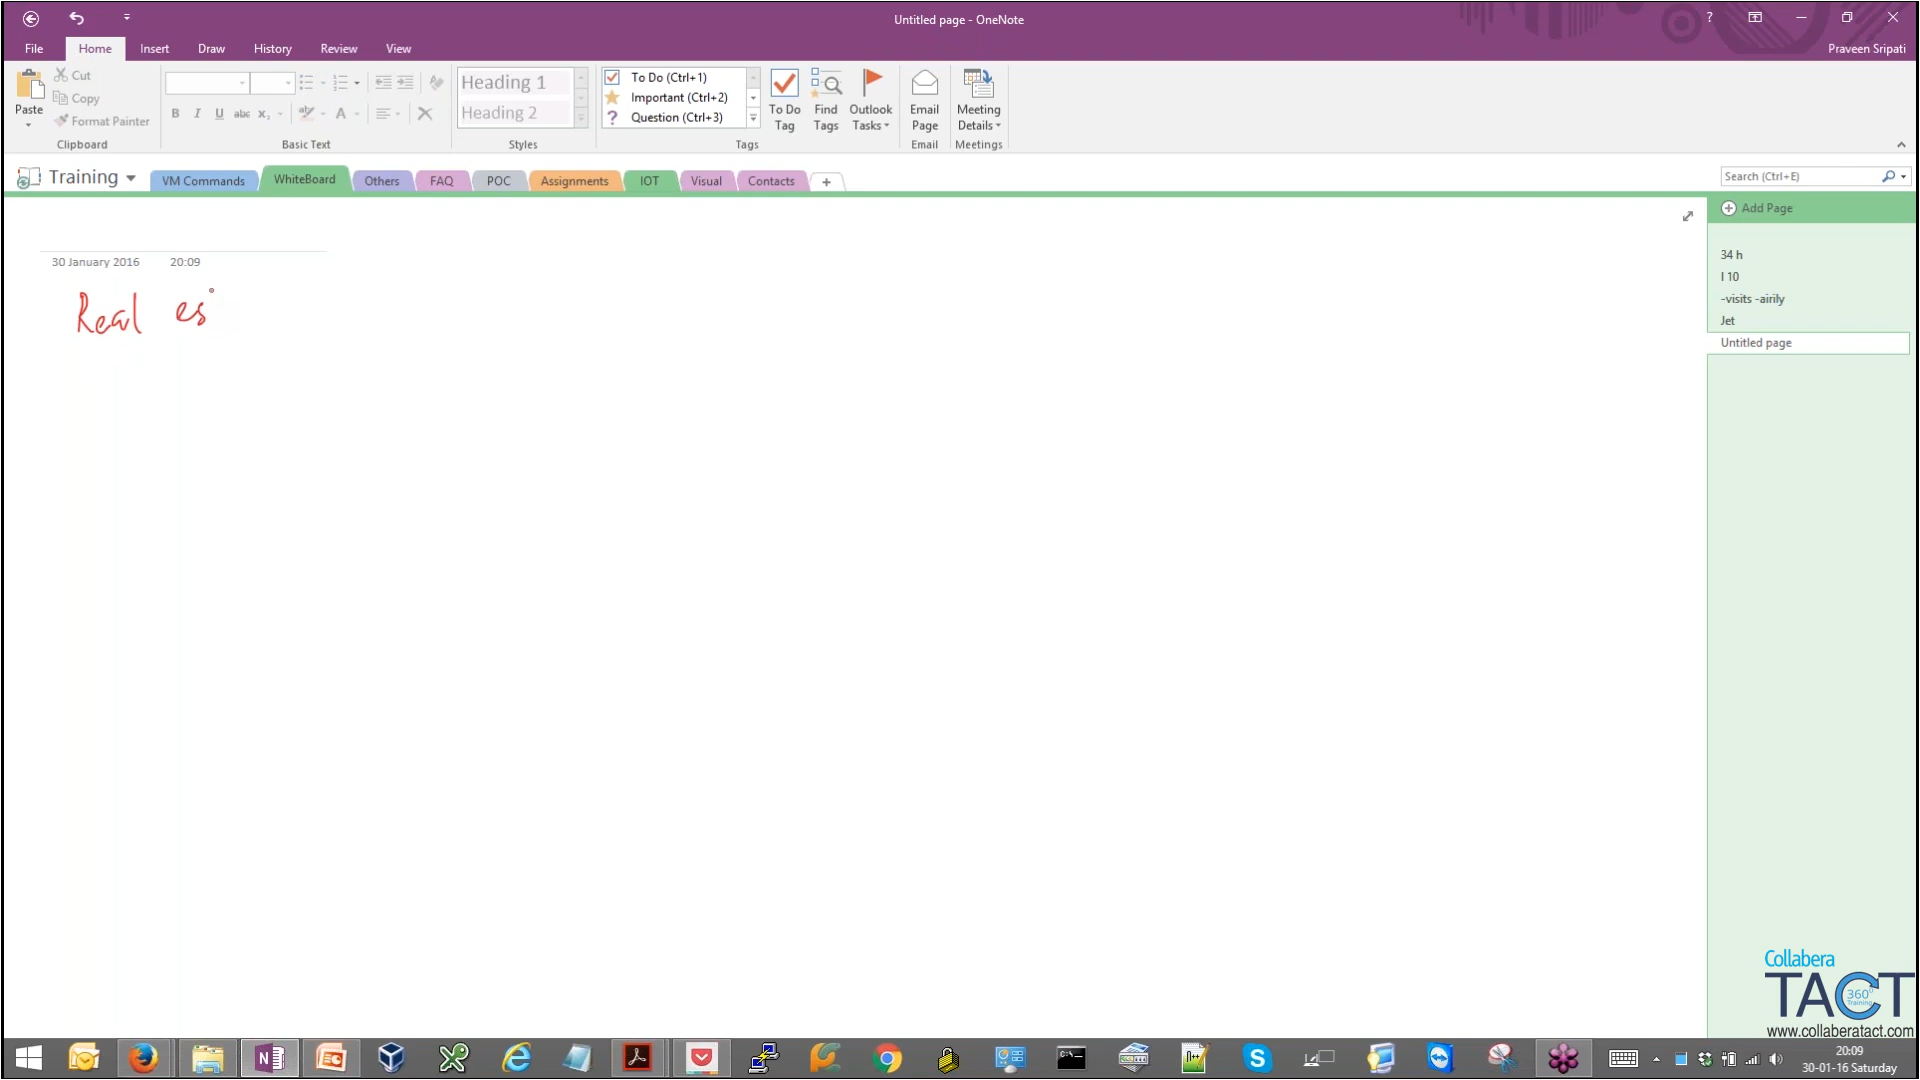 Untitled page - OneNote
File Home Insert Draw History Review View Praveen Sripati
Paste
Cut
Copy
Format Painter
Clipboard
B I U abc x, A
Basic Text
Heading 1
Heading 2
Styles
To Do (Ctrl+1)
Important (Ctrl+2)
Question (Ctrl+3)
To Do Tag
Find Tags
Outlook Tasks
Tags
Email Page
Email
Meeting Details
Meetings
Training VM Commands WhiteBoard Others FAQ POC Assignments IOT Visual Contacts + Search (Ctrl+E)
Add Page
30 January 2016 20:09
Real es
34 h
I 10
-visits -airily
Jet
Untitled page
Collabera
TACT
360°
Training
www.collaberatact.com
20:09
30-01-16 Saturday